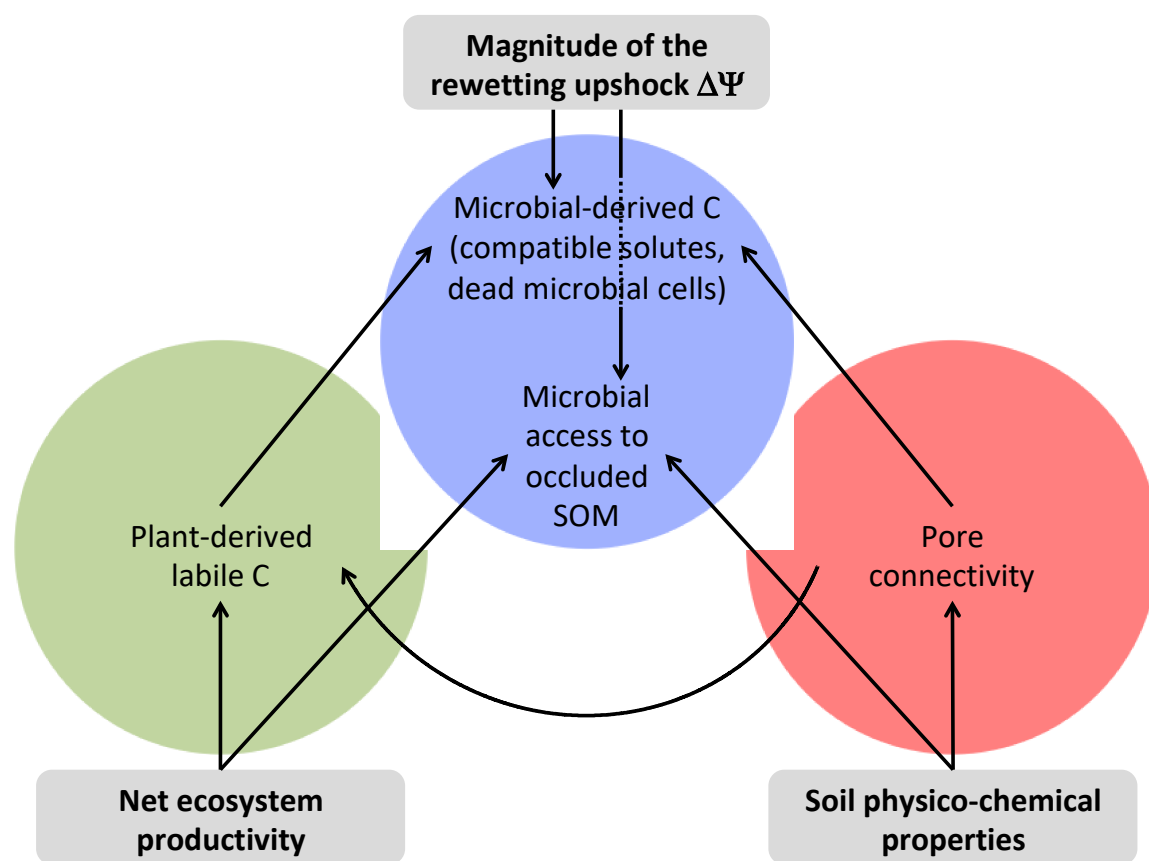 Magnitude of the
rewetting upshock ΔΨ
Microbial-derived C
(compatible solutes,
dead microbial cells)
Microbial
access to
occluded
SOM
Plant-derived
labile C
Pore
connectivity
Net ecosystem
productivity
Soil physico-chemical
properties